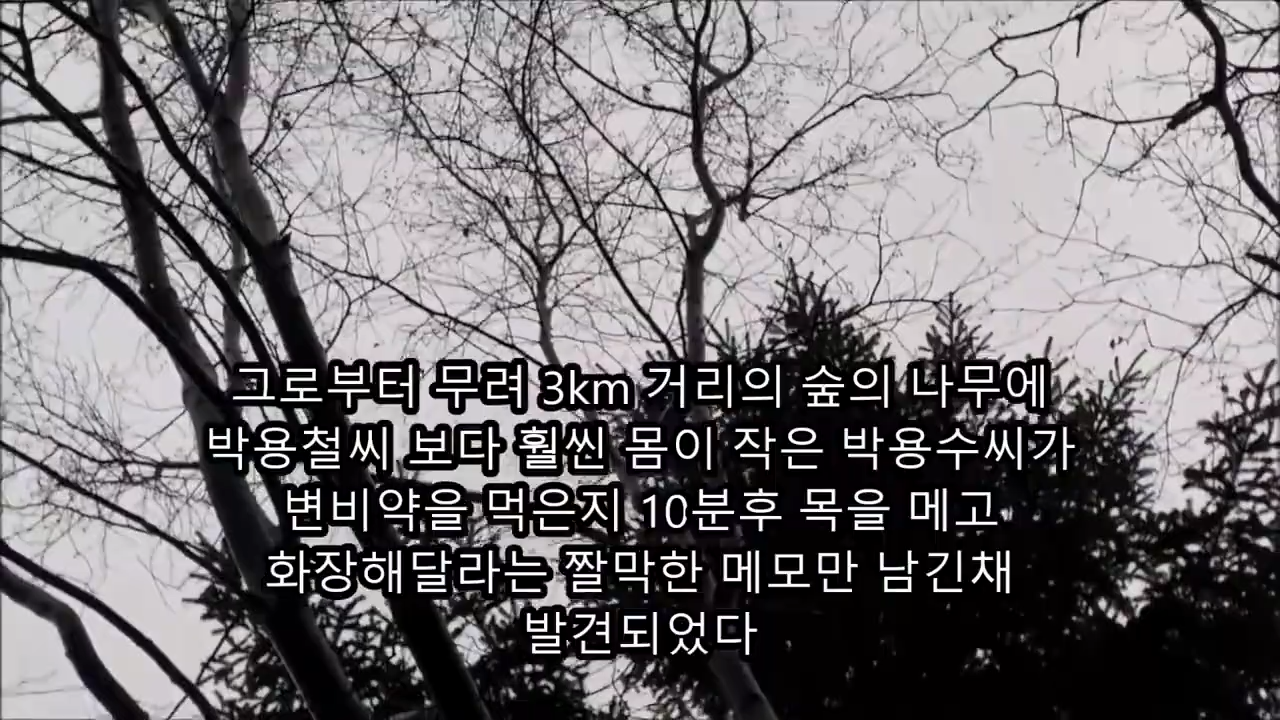 그로부터 무려 3km 거리의 숲의 나무에
박용철씨 보다 훨씬 몸이 작은 박용수씨가
변비약을 먹은지 10분후 목을 메고
화장해달라는 짤막한 메모만 남긴채
발견되었다